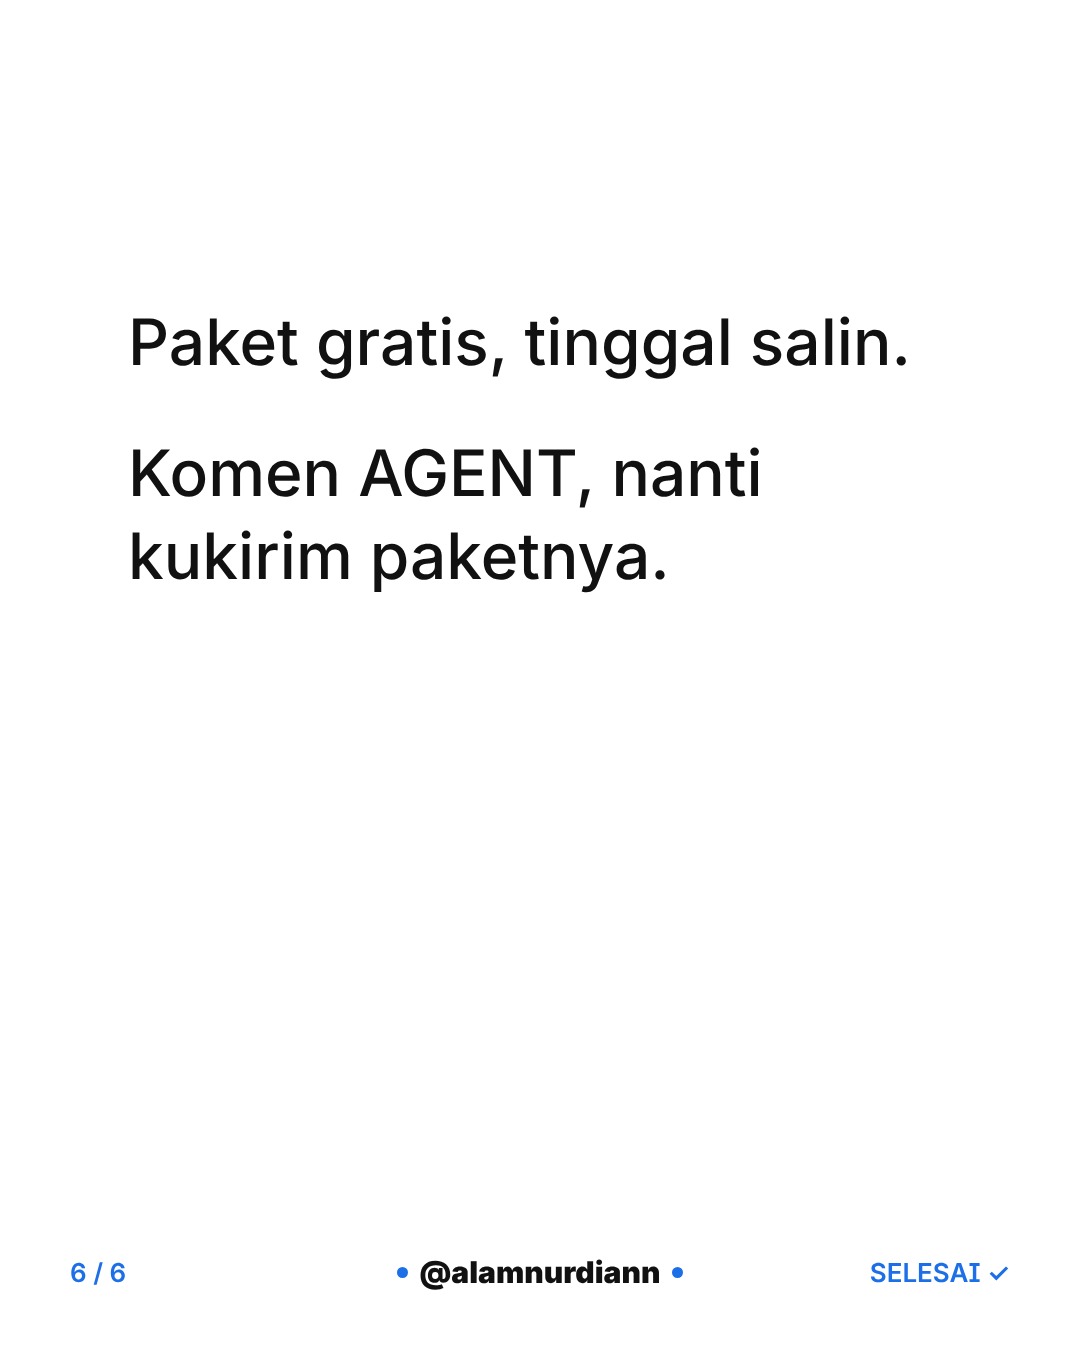 Paket gratis, tinggal salin.
Komen AGENT, nanti
kukirim paketnya.
6 / 6
• @alamnurdiann •
SELESAI ✓